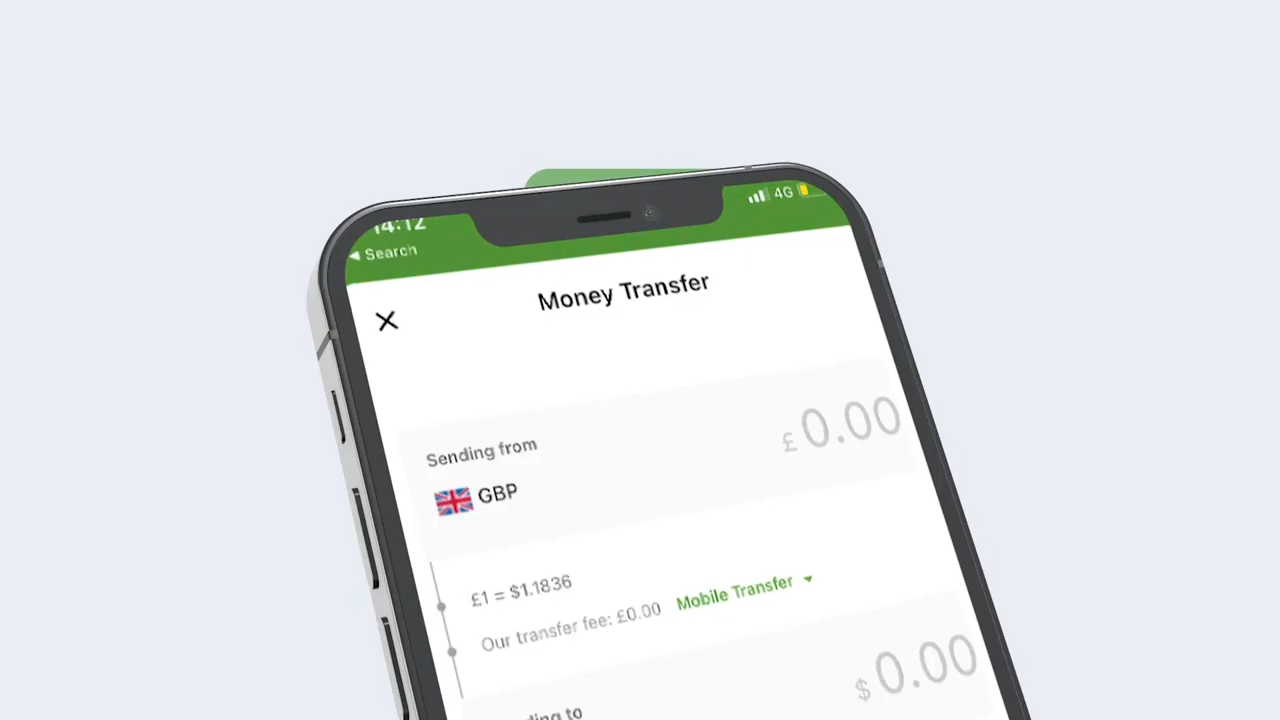 14:12
4G
◀ Search
Money Transfer
Sending from
£ 0.00
GBP
£1 = $1.1836
Our transfer fee: £0.00 Mobile Transfer
$ 0.00
to